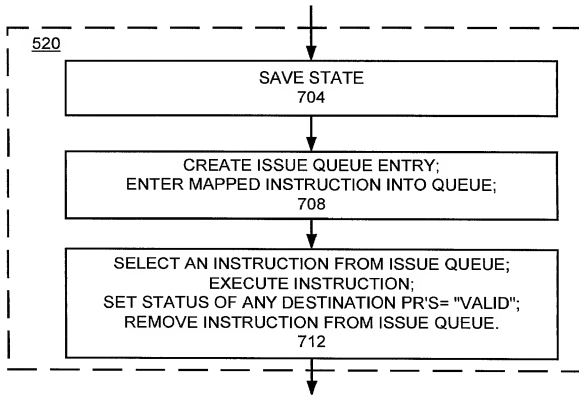 520
SAVE STATE
704
CREATE ISSUE QUEUE ENTRY;
ENTER MAPPED INSTRUCTION INTO QUEUE;
708
SELECT AN INSTRUCTION FROM ISSUE QUEUE;
EXECUTE INSTRUCTION;
SET STATUS OF ANY DESTINATION PR'S= "VALID";
REMOVE INSTRUCTION FROM ISSUE QUEUE.
712